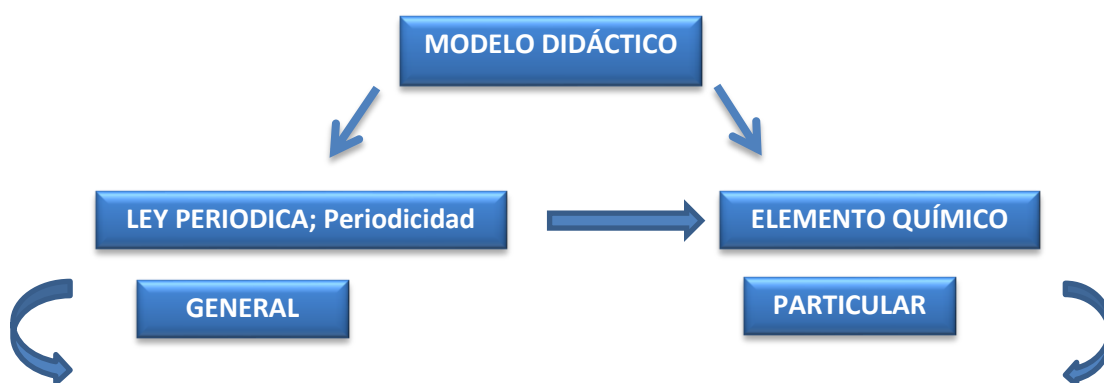 MODELO DIDÁCTICO
LEY PERIODICA; Periodicidad
ELEMENTO QUÍMICO
GENERAL
PARTICULAR